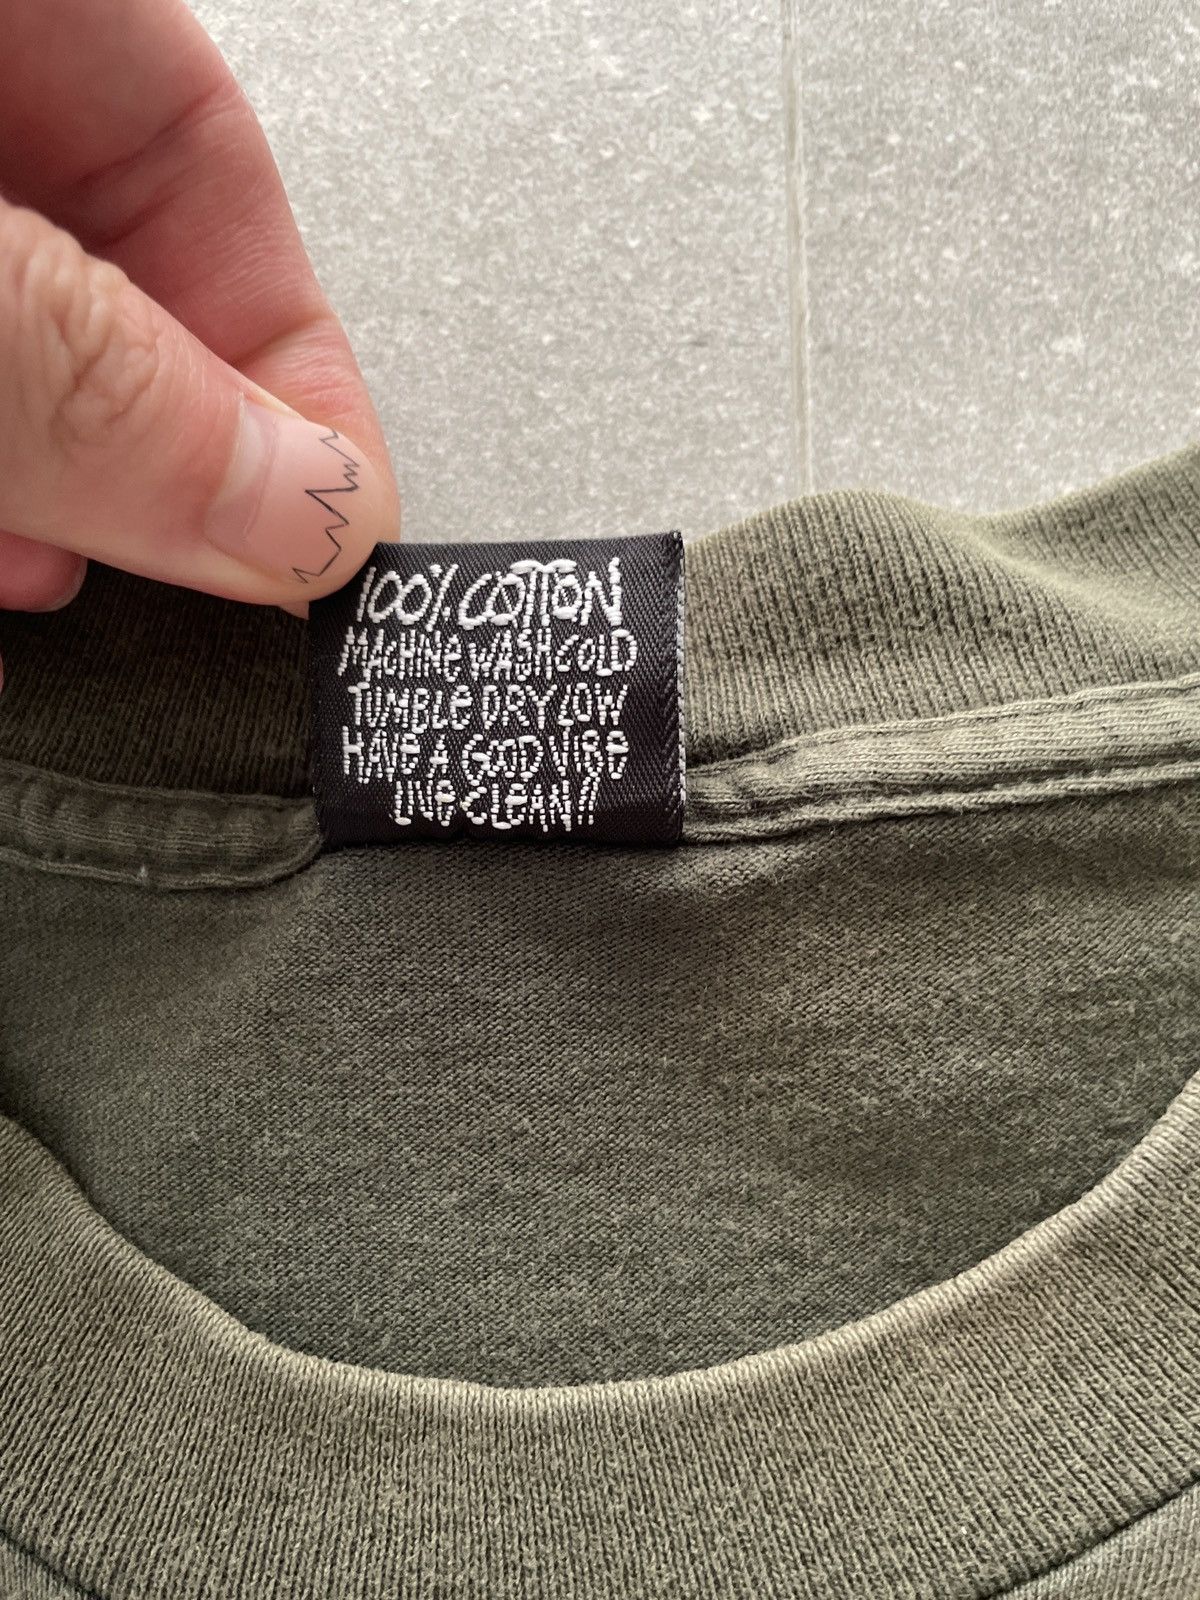 100% COTTON
MACHINE WASH COLD
TUMBLE DRY LOW
HAVE A GOOD VIBE
LIVE CLEAN!!